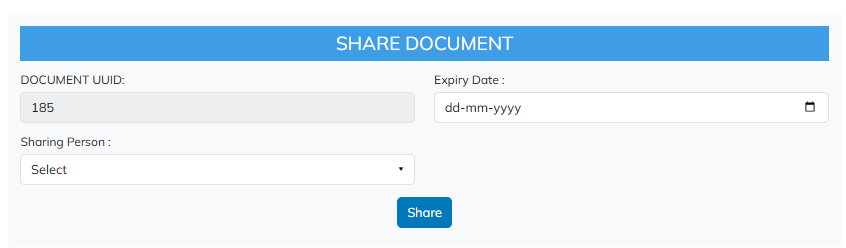 SHARE DOCUMENT
DOCUMENT UUID:
Expiry Date :
185
dd-mm-yyyy
Sharing Person :
Select
Share